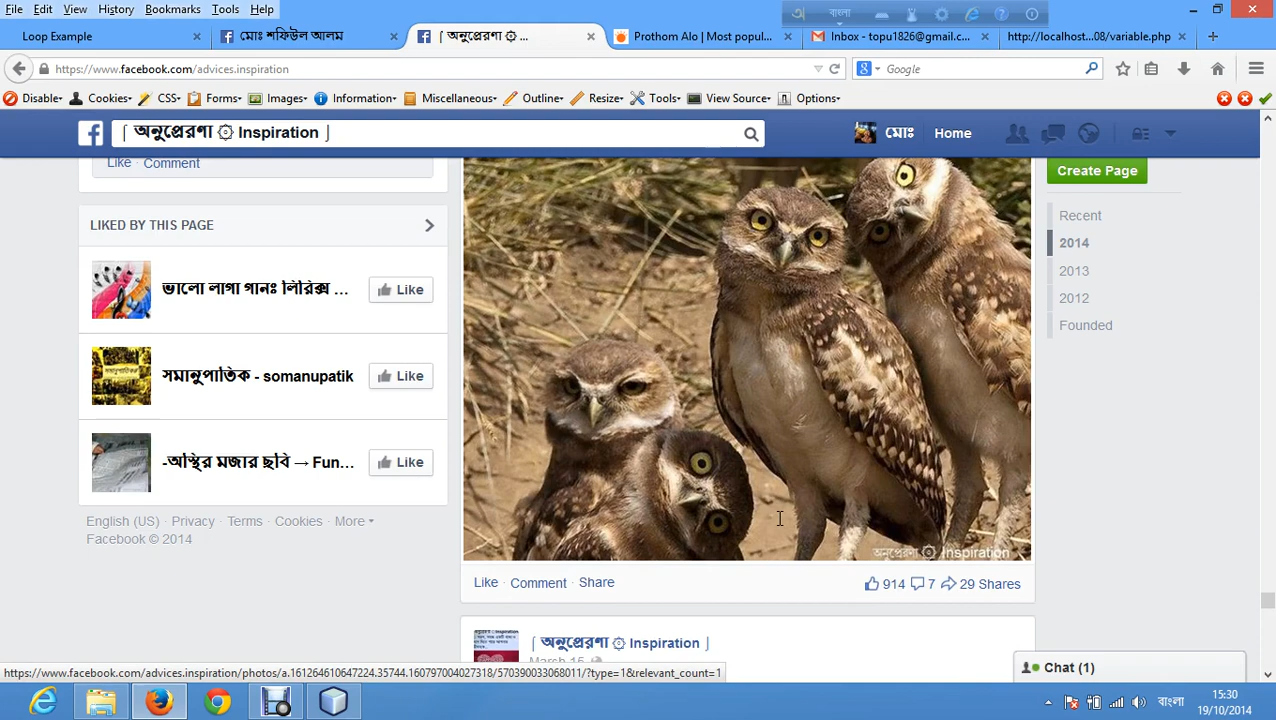 File Edit View History Bookmarks Tools Help
বাংলা
Loop Example
মোঃ শফিউল আলম
⌠ অনুপ্রেরণা ۞ ...
Prothom Alo | Most popul...
Inbox - topu1826@gmail.c...
http://localhost...08/variable.php
https://www.facebook.com/advices.inspiration
Google
Disable Cookies CSS Forms Images Information Miscellaneous Outline Resize Tools View Source Options
⌠ অনুপ্রেরণা ۞ Inspiration ⌡
মোঃ Home
Like · Comment
Create Page
LIKED BY THIS PAGE
ভালো লাগা গানঃ লিরিক্স ...
Like
সমানুপাতিক - somanupatik
Like
-অস্থির মজার ছবি → Fun...
Like
English (US) · Privacy · Terms · Cookies · More
Facebook © 2014
Recent
2014
2013
2012
Founded
অনুপ্রেরণা ۞ Inspiration
Like · Comment · Share
914 7 29 Shares
⌠ অনুপ্রেরণা ۞ Inspiration ⌡
March 15
Chat (1)
https://www.facebook.com/advices.inspiration/photos/a.161264610647224.35744.160797004027318/570390033068011/?type=1&relevant_count=1
বাংলা
15:30
19/10/2014